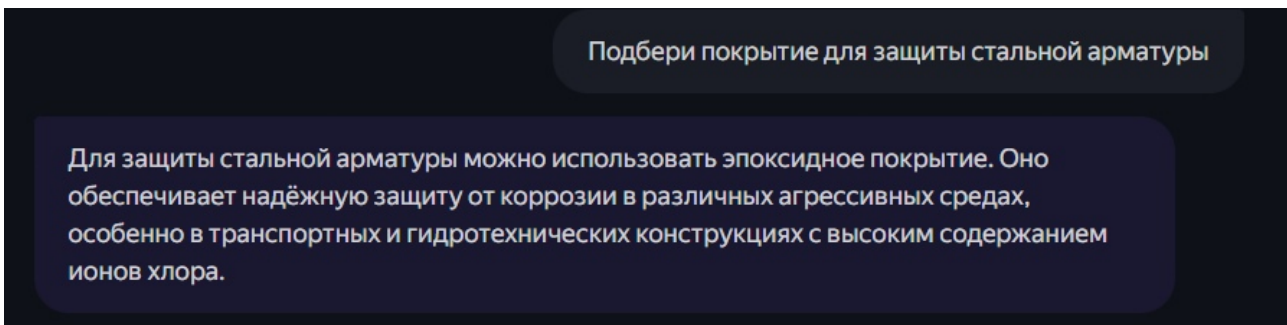 Подбери покрытие для защиты стальной арматуры
Для защиты стальной арматуры можно использовать эпоксидное покрытие. Оно
обеспечивает надёжную защиту от коррозии в различных агрессивных средах,
особенно в транспортных и гидротехнических конструкциях с высоким содержанием
ионов хлора.